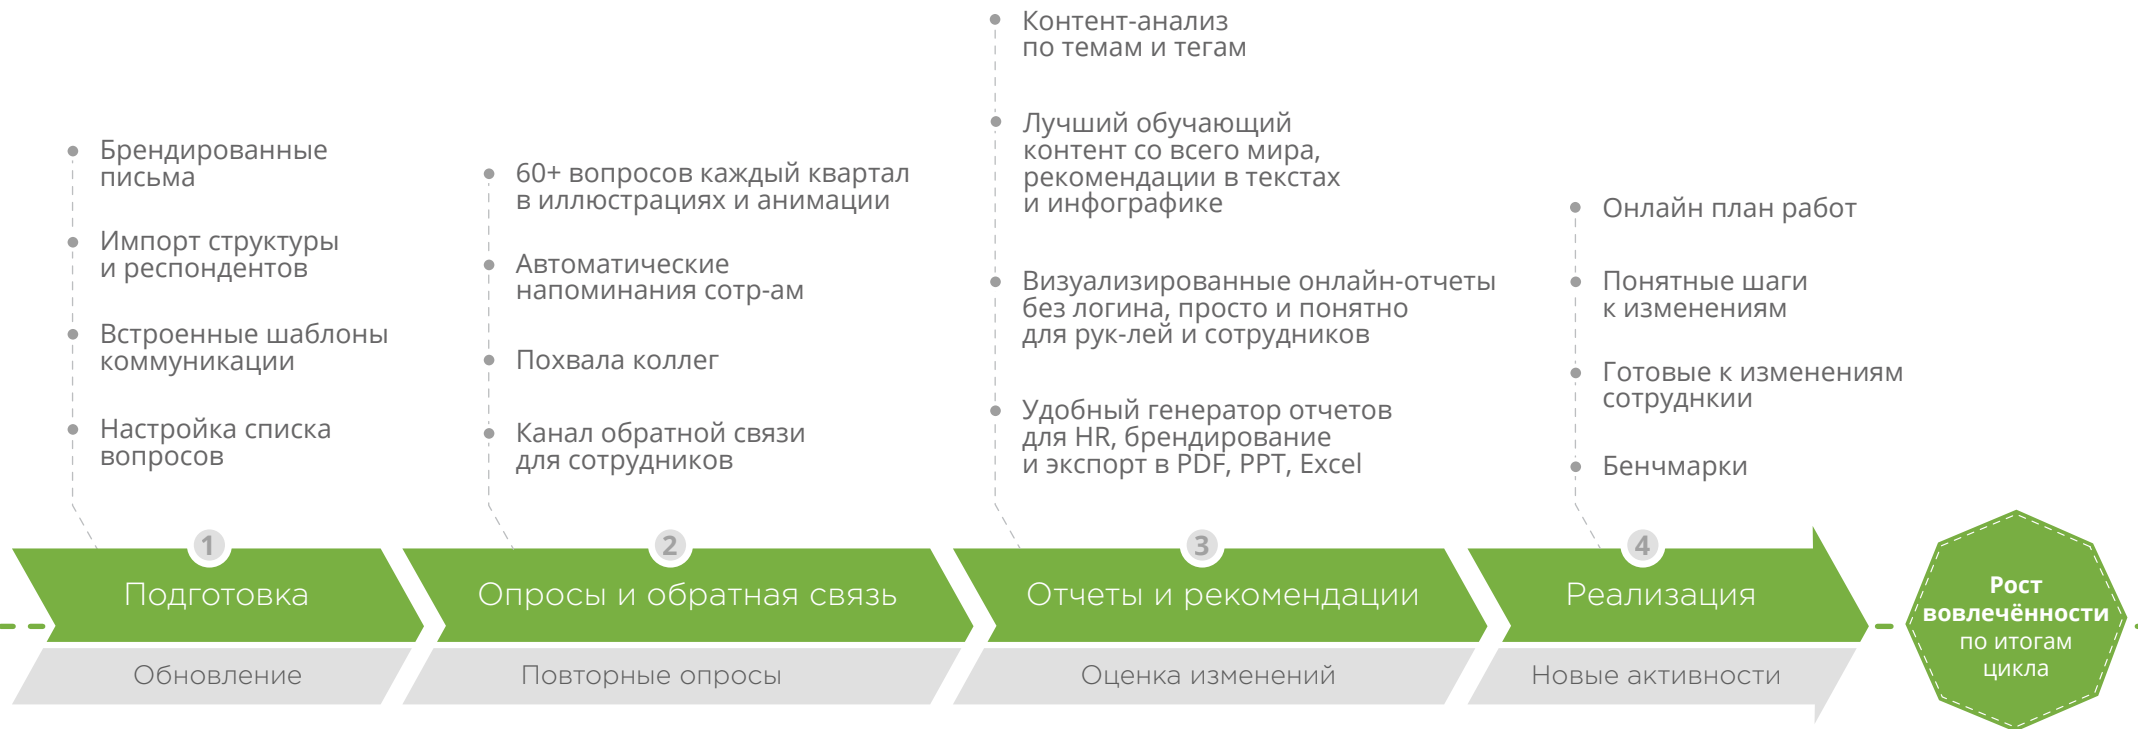 Брендированные
письма
Импорт структуры
и респондентов
Встроенные шаблоны
коммуникации
Настройка списка
вопросов
60+ вопросов каждый квартал
в иллюстрациях и анимации
Автоматические
напоминания сотр-ам
Похвала коллег
Канал обратной связи
для сотрудников
Контент-анализ
по темам и тегам
Лучший обучающий
контент со всего мира,
рекомендации в текстах
и инфографике
Визуализированные онлайн-отчеты
без логина, просто и понятно
для рук-лей и сотрудников
Удобный генератор отчетов
для HR, брендирование
и экспорт в PDF, PPT, Excel
Онлайн план работ
Понятные шаги
к изменениям
Готовые к изменениям
сотруднкии
Бенчмарки
1
Подготовка
Обновление
2
Опросы и обратная связь
Повторные опросы
3
Отчеты и рекомендации
Оценка изменений
4
Реализация
Новые активности
Рост
вовлечённости
по итогам
цикла